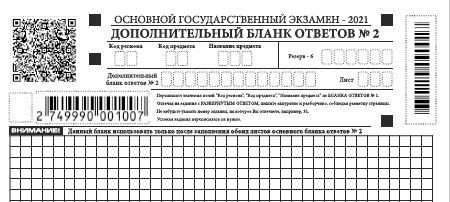 ОСНОВНОЙ ГОСУДАРСТВЕННЫЙ ЭКЗАМЕН - 2021
ДОПОЛНИТЕЛЬНЫЙ БЛАНК ОТВЕТОВ № 2
Код региона Код предмета Название предмета
Резерв - 6
Дополнительный
бланк ответов № 2
Лист
Перепишите значения полей "Код региона", "Код предмета", "Название предмета" из БЛАНКА ОТВЕТОВ № 1.
Отвечая на задания с РАЗВЕРНУТЫМ ОТВЕТОМ, пишите аккуратно и разборчиво, соблюдая разметку страницы.
Не забудьте указать номер задания, на которое Вы отвечаете, например, 31.
Условия задания переписывать не нужно.
2 749990 001007
ВНИМАНИЕ!
Данный бланк использовать только после заполнения обоих листов основного бланка ответов № 2